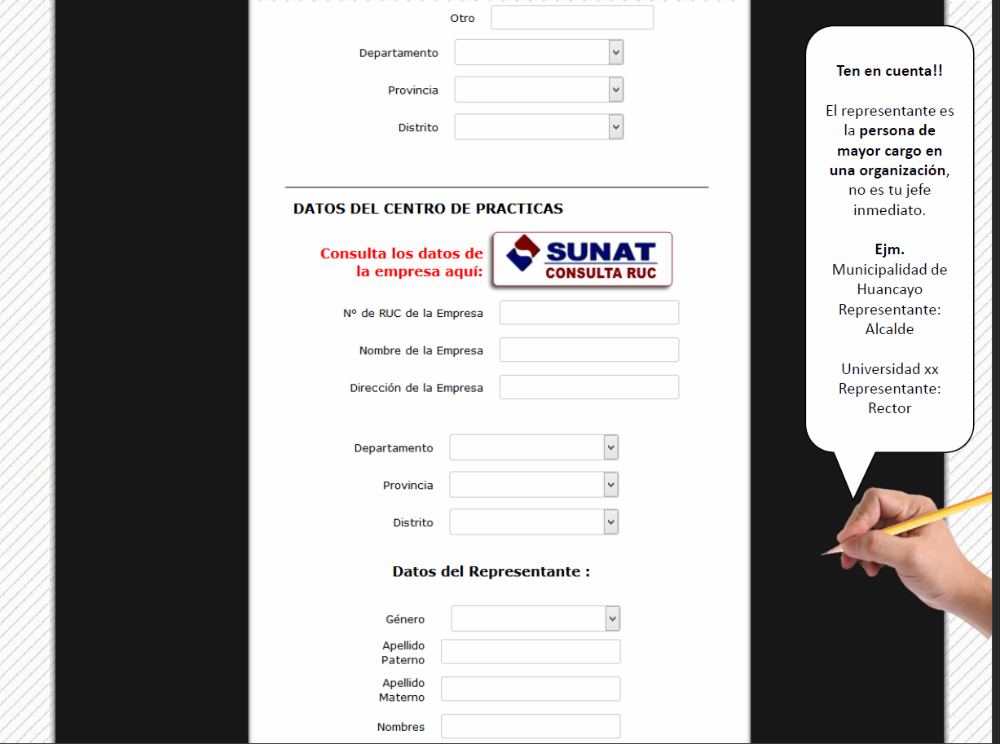 Otro
Departamento
Provincia
Distrito
DATOS DEL CENTRO DE PRACTICAS
Consulta los datos de
la empresa aquí:
SUNAT
CONSULTA RUC
Nº de RUC de la Empresa
Nombre de la Empresa
Dirección de la Empresa
Departamento
Provincia
Distrito
Datos del Representante :
Género
Apellido
Paterno
Apellido
Materno
Nombres
Ten en cuenta!!
El representante es
la persona de
mayor cargo en
una organización,
no es tu jefe
inmediato.
Ejm.
Municipalidad de
Huancayo
Representante:
Alcalde
Universidad xx
Representante:
Rector